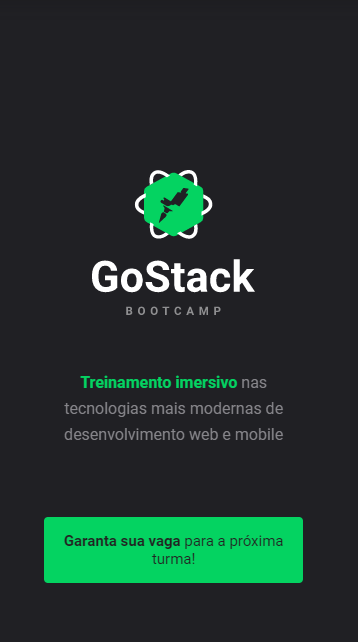 GoStack
BOOTCAMP
Treinamento imersivo nas
tecnologias mais modernas de
desenvolvimento web e mobile
Garanta sua vaga para a próxima
turma!